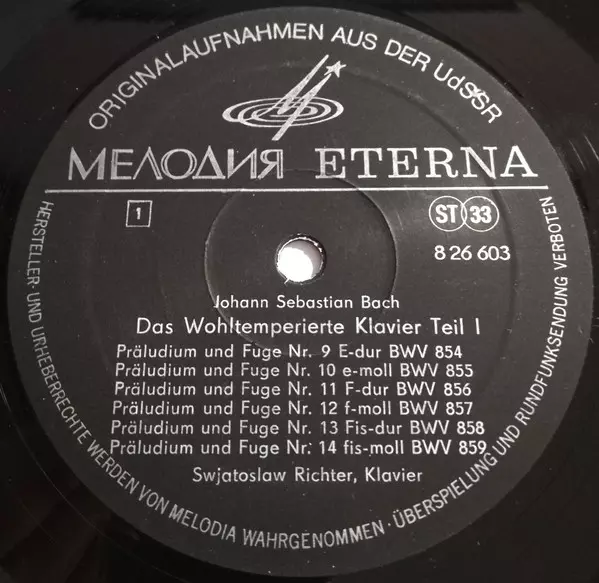 ORIGINALAUFNAHMEN AUS DER UdSSR
МЕЛОДИЯ ETERNA
1
ST 33
8 26 603
Johann Sebastian Bach
Das Wohltemperierte Klavier Teil I
Präludium und Fuge Nr. 9 E-dur BWV 854
Präludium und Fuge Nr. 10 e-moll BWV 855
Präludium und Fuge Nr. 11 F-dur BWV 856
Präludium und Fuge Nr. 12 f-moll BWV 857
Präludium und Fuge Nr. 13 Fis-dur BWV 858
Präludium und Fuge Nr. 14 fis-moll BWV 859
Swjatoslaw Richter, Klavier
HERSTELLER- UND URHEBERRECHTE WERDEN VON MELODIA WAHRGENOMMEN · ÜBERSPIELUNG UND RUNDFUNKSENDUNG VERBOTEN